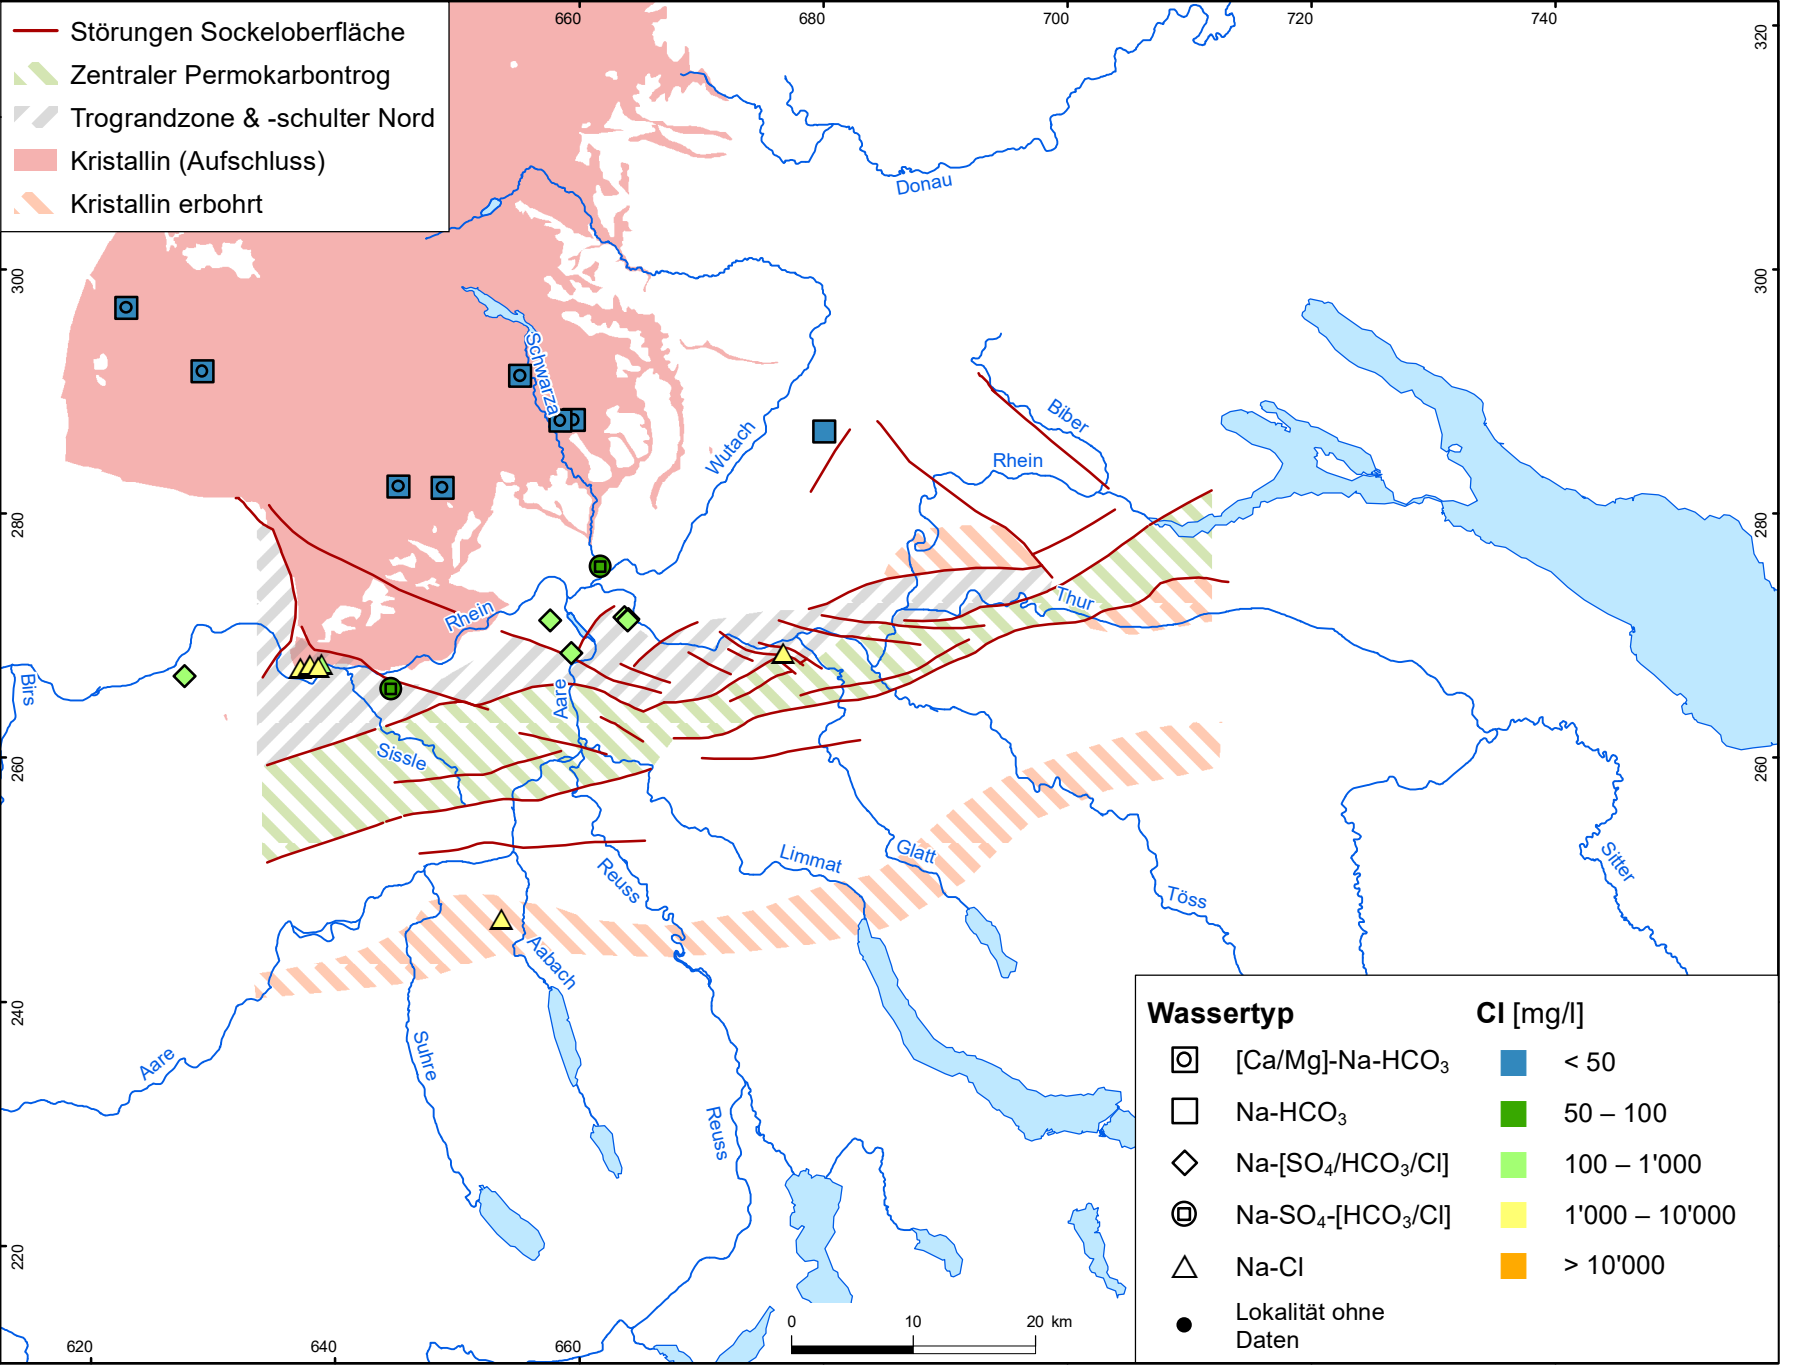 660
680
700
720
740
320
Störungen Sockeloberfläche
Zentraler Permokarbontrog
Trograndzone & -schulter Nord
Kristallin (Aufschluss)
Kristallin erbohrt
Donau
300
300
Schwarza
Wutach
Biber
Rhein
280
280
Rhein
Thur
Birs
Aare
Sissle
260
260
Limmat
Glatt
Reuss
Töss
Sitter
Aabach
240
Aare
Suhre
Reuss
220
Wassertyp
[Ca/Mg]-Na-HCO₃
Na-HCO₃
Na-[SO₄/HCO₃/Cl]
Na-SO₄-[HCO₃/Cl]
Na-Cl
Lokalität ohne
Daten
Cl [mg/l]
< 50
50 – 100
100 – 1'000
1'000 – 10'000
> 10'000
0 10 20 km
620
640
660